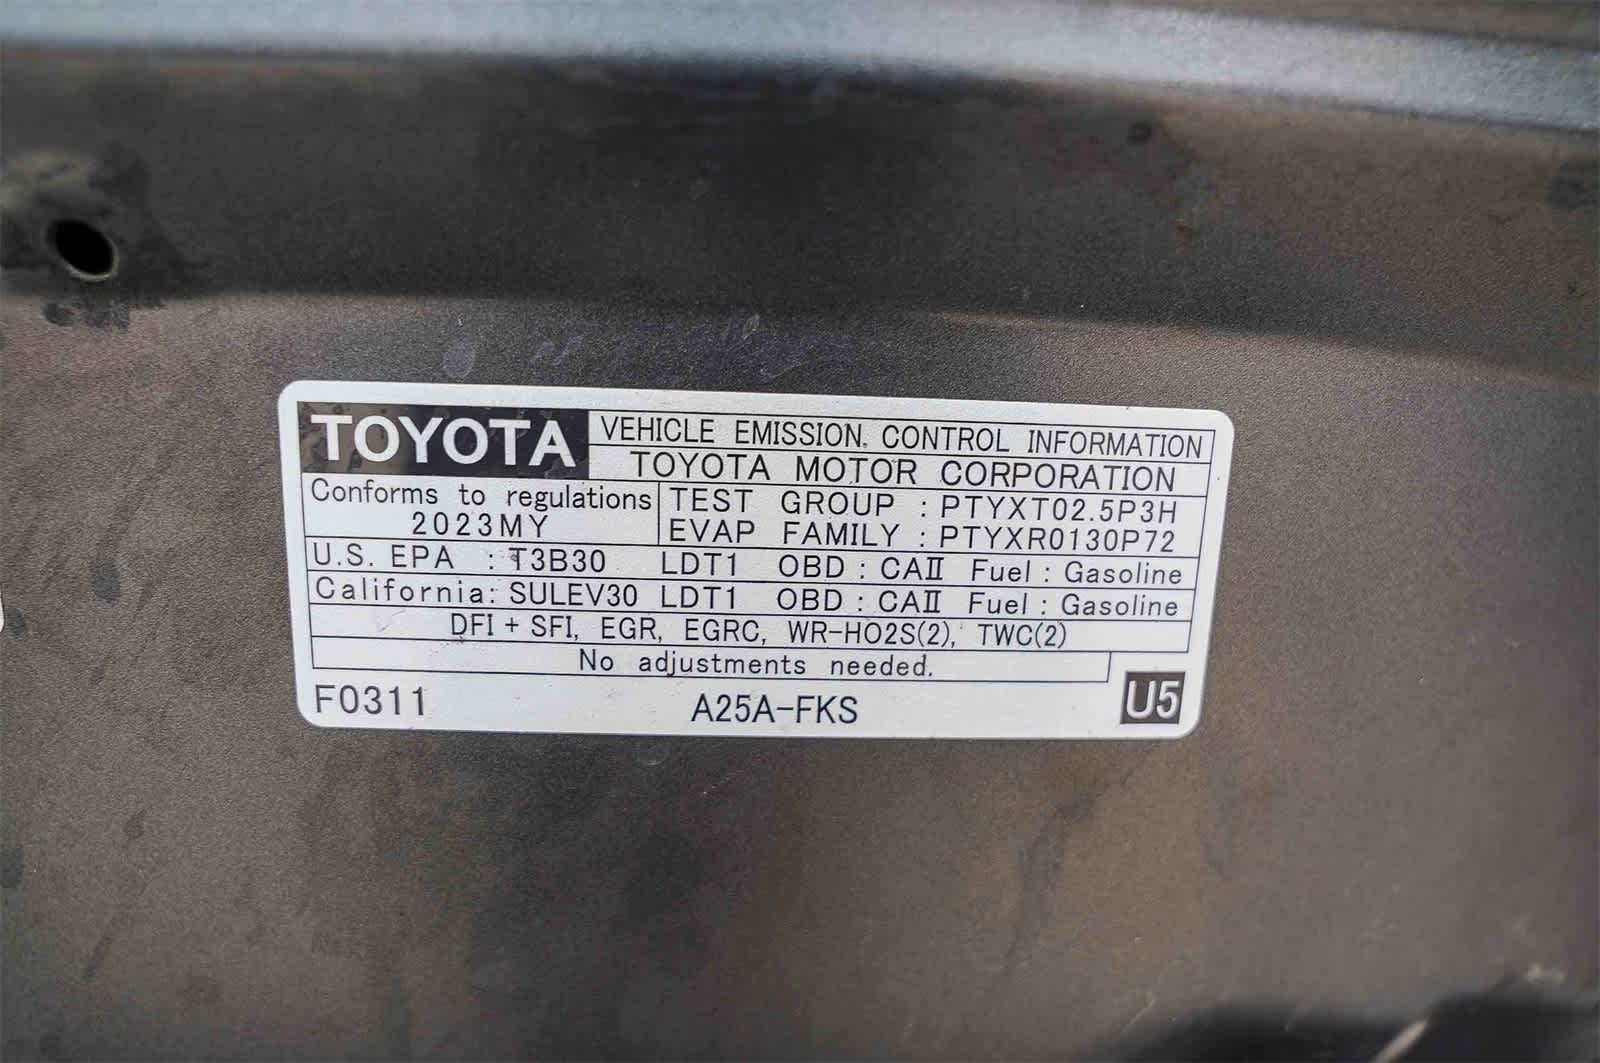 TOYOTA
VEHICLE EMISSION CONTROL INFORMATION
TOYOTA MOTOR CORPORATION
Conforms to regulations
2023MY
TEST GROUP : PTYXT02.5P3H
EVAP FAMILY : PTYXR0130P72
U.S. EPA : T3B30 LDT1 OBD : CAⅡ Fuel : Gasoline
California: SULEV30 LDT1 OBD : CAⅡ Fuel : Gasoline
DFI + SFI, EGR, EGRC, WR-HO2S(2), TWC(2)
No adjustments needed.
F0311
A25A-FKS
U5